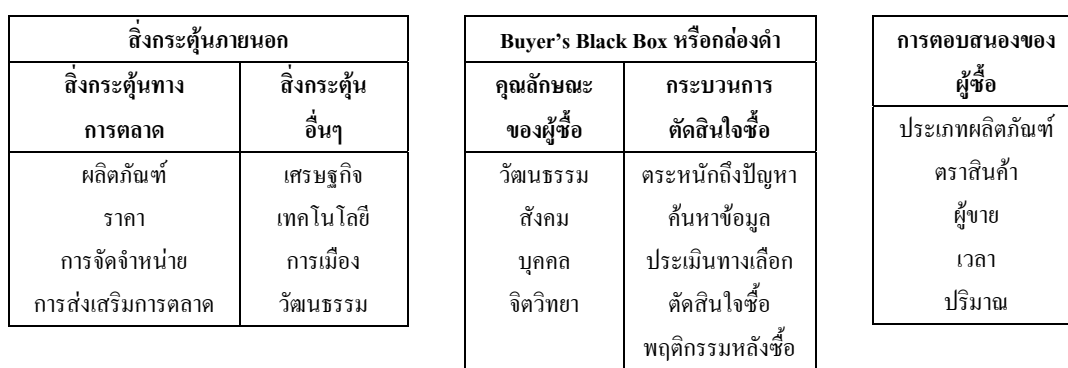 สิ่งกระตุ้นภายนอก
สิ่งกระตุ้นทาง
การตลาด
สิ่งกระตุ้น
อื่นๆ
ผลิตภัณฑ์
ราคา
การจัดจำหน่าย
การส่งเสริมการตลาด
เศรษฐกิจ
เทคโนโลยี
การเมือง
วัฒนธรรม
Buyer's Black Box หรือกล่องดำ
คุณลักษณะ
ของผู้ซื้อ
กระบวนการ
ตัดสินใจซื้อ
วัฒนธรรม
สังคม
บุคคล
จิตวิทยา
ตระหนักถึงปัญหา
ค้นหาข้อมูล
ประเมินทางเลือก
ตัดสินใจซื้อ
พฤติกรรมหลังซื้อ
การตอบสนองของ
ผู้ซื้อ
ประเภทผลิตภัณฑ์
ตราสินค้า
ผู้ขาย
เวลา
ปริมาณ